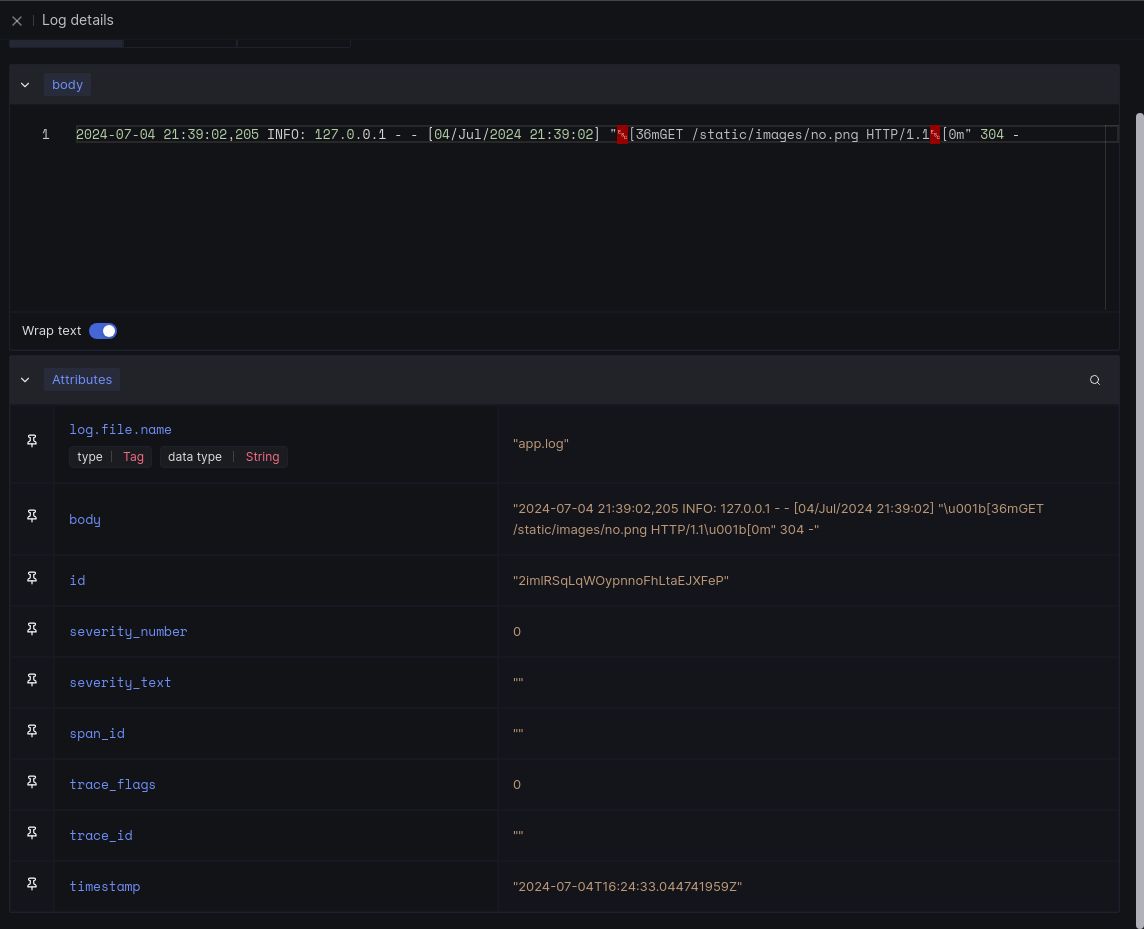 Log details
body
1 2024-07-04 21:39:02,205 INFO: 127.0.0.1 - - [04/Jul/2024 21:39:02] "␛[36mGET /static/images/no.png HTTP/1.1␛[0m" 304 -
Wrap text
Attributes
log.file.name
type | Tag data type | String
"app.log"
body
"2024-07-04 21:39:02,205 INFO: 127.0.0.1 - - [04/Jul/2024 21:39:02] "\u001b[36mGET
/static/images/no.png HTTP/1.1\u001b[0m" 304 -"
id
"2imIRSqLqWOypnnoFhLtaEJXFeP"
severity_number
0
severity_text
""
span_id
""
trace_flags
0
trace_id
""
timestamp
"2024-07-04T16:24:33.044741959Z"